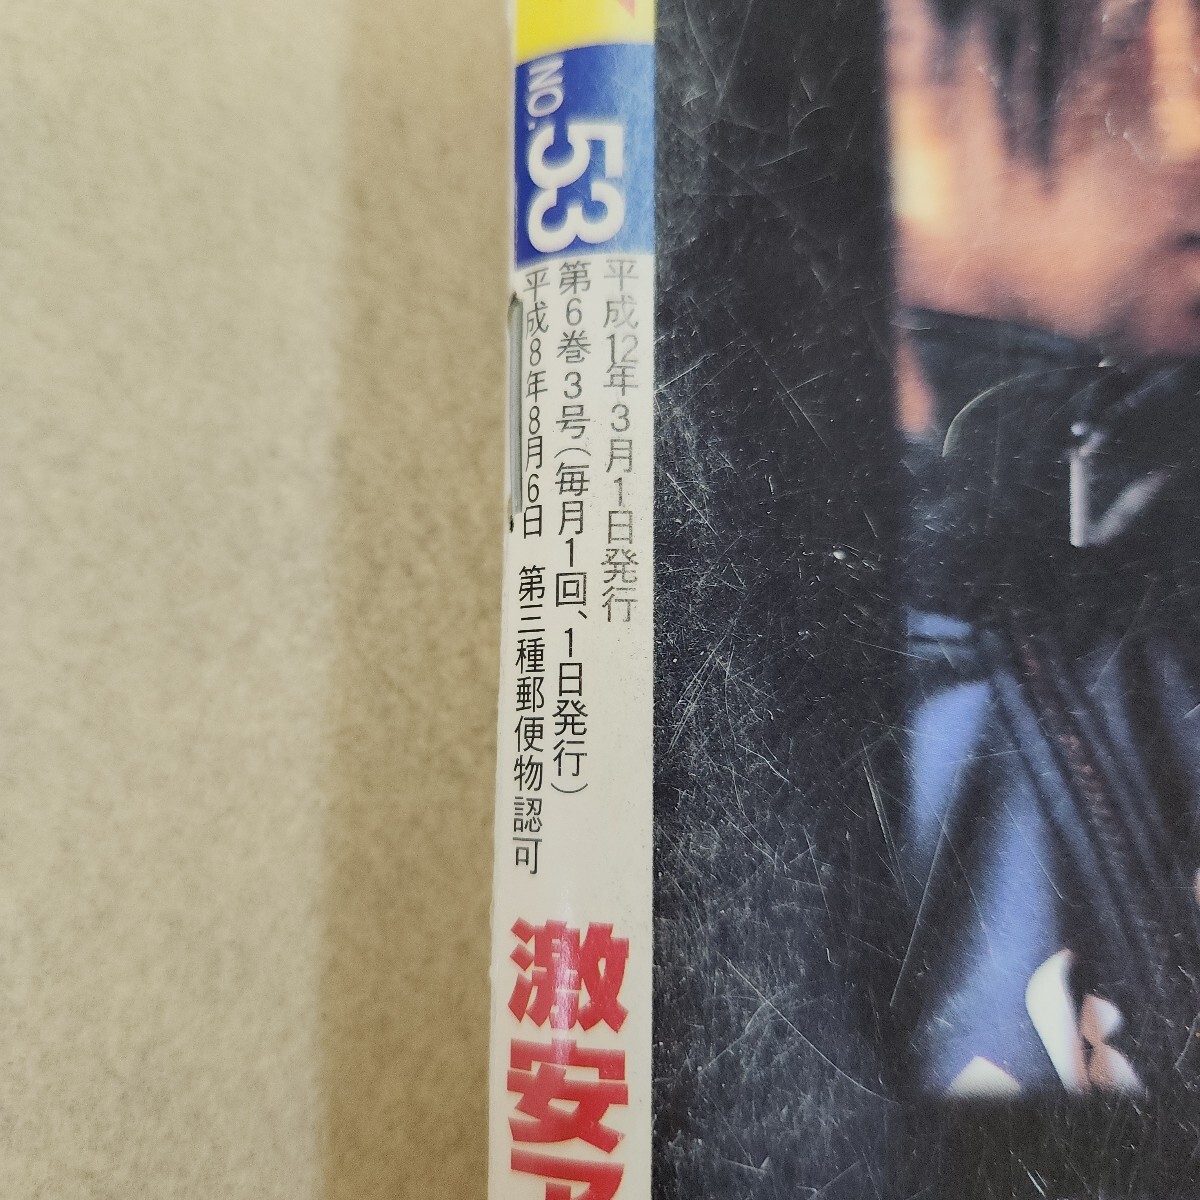 NO.53
平成12年3月1日発行
第6巻3号(毎月1回、1日発行)
平成8年8月6日 第三種郵便物認可
激安ア